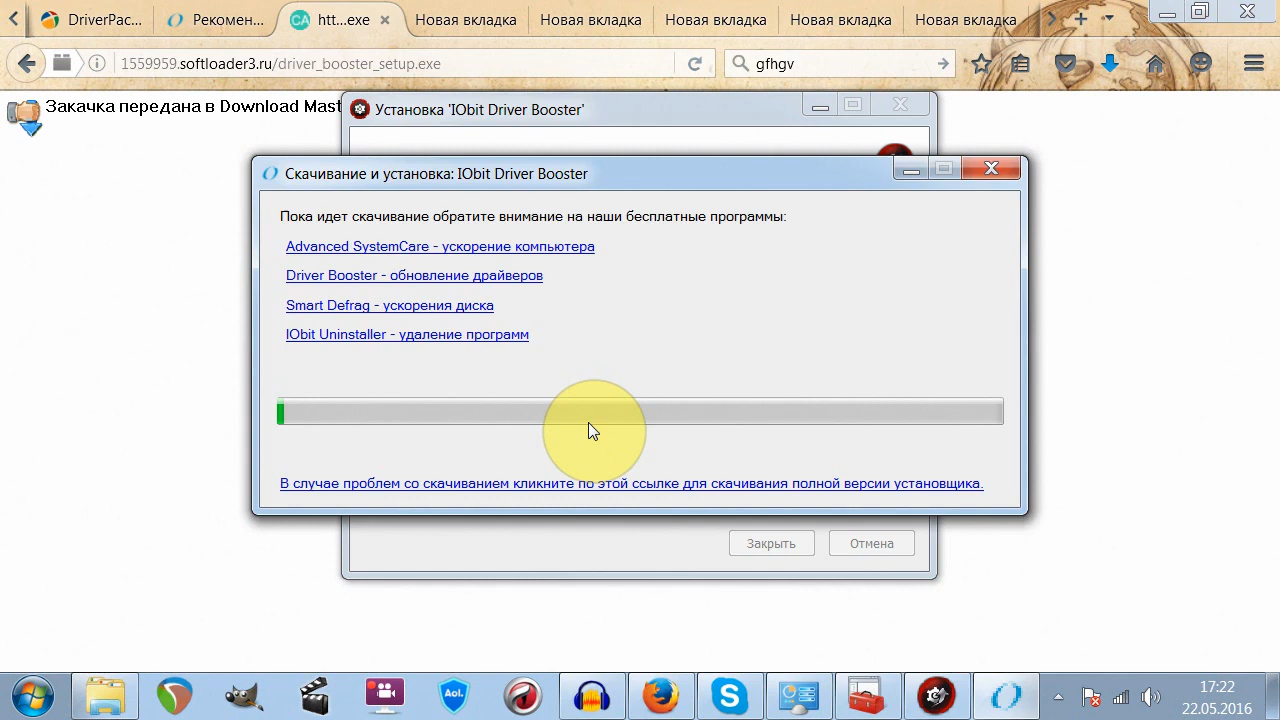 DriverPac...
Рекомен...
htt...exe
Новая вкладка
Новая вкладка
Новая вкладка
Новая вкладка
Новая вкладка
1559959.softloader3.ru/driver_booster_setup.exe
gfhgv
Закачка передана в Download Mast
Установка 'IObit Driver Booster'
Скачивание и установка: IObit Driver Booster
Пока идет скачивание обратите внимание на наши бесплатные программы:
Advanced SystemCare - ускорение компьютера
Driver Booster - обновление драйверов
Smart Defrag - ускорения диска
IObit Uninstaller - удаление программ
В случае проблем со скачиванием кликните по этой ссылке для скачивания полной версии установщика.
Закрыть
Отмена
Aol.
17:22
22.05.2016